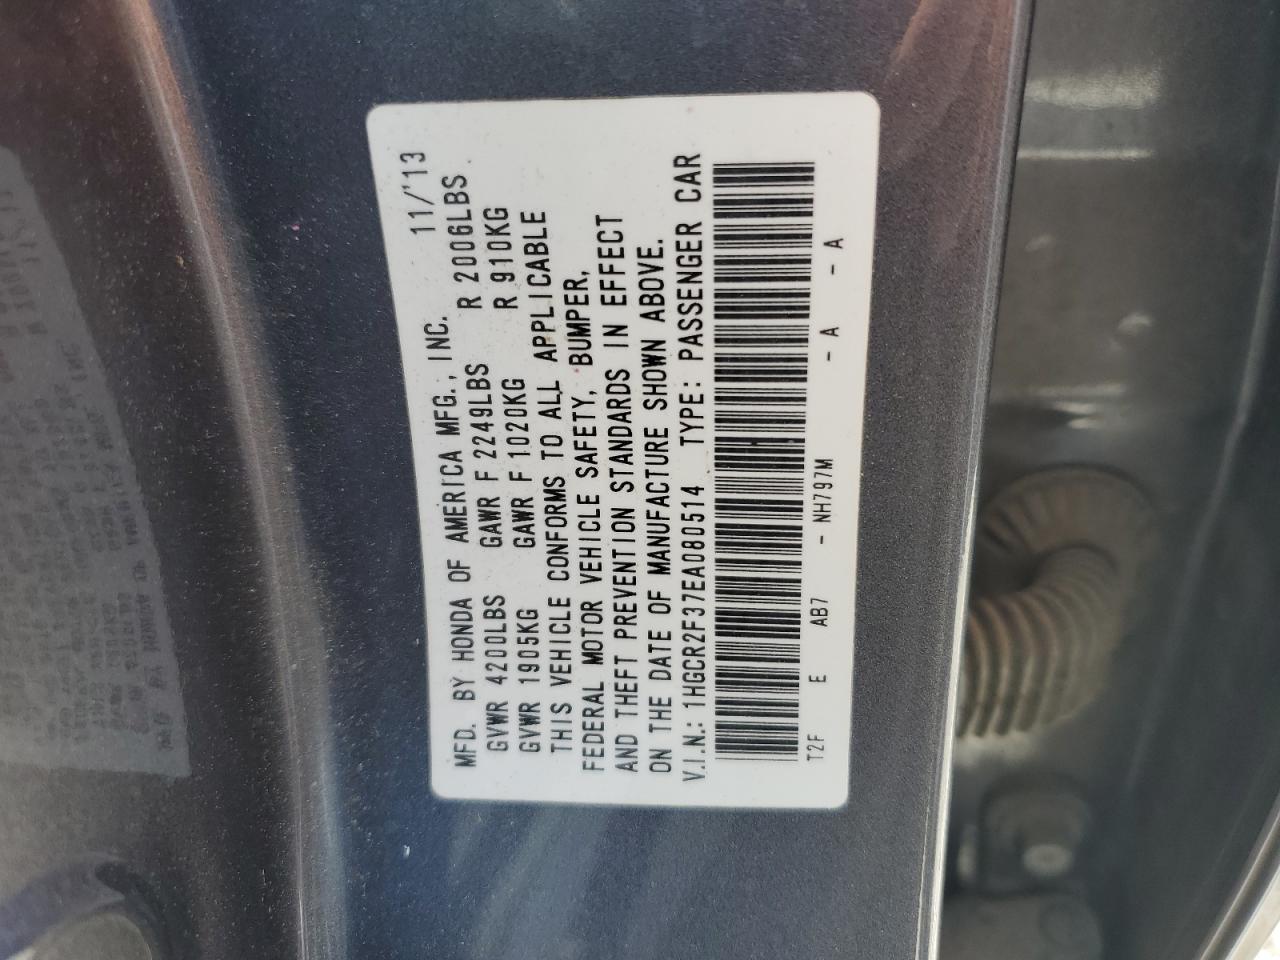 MFD. BY HONDA OF AMERICA MFG., INC. 11/'13
GVWR 4200LBS GAWR F 2249LBS R 2006LBS
GVWR 1905KG GAWR F 1020KG R 910KG
THIS VEHICLE CONFORMS TO ALL APPLICABLE
FEDERAL MOTOR VEHICLE SAFETY, BUMPER,
AND THEFT PREVENTION STANDARDS IN EFFECT
ON THE DATE OF MANUFACTURE SHOWN ABOVE.
V.I.N.: 1HGCR2F37EA080514 TYPE: PASSENGER CAR
T2F E AB7 - NH797M - A - A